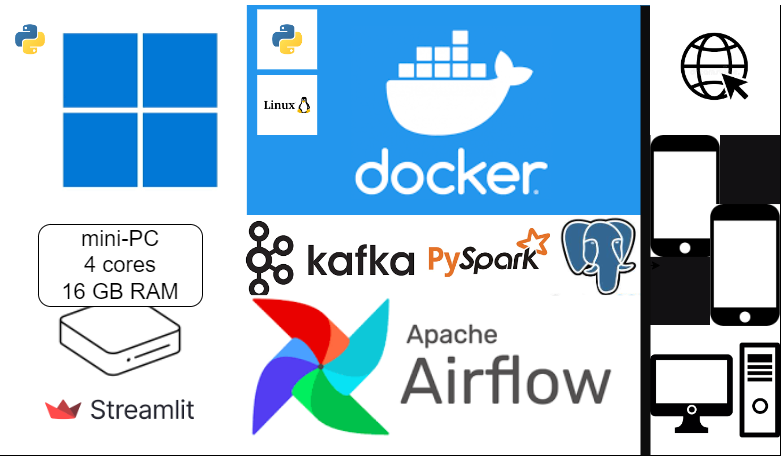 Linux
docker
mini-PC
4 cores
16 GB RAM
kafka
PySpark
Apache
Airflow
Streamlit